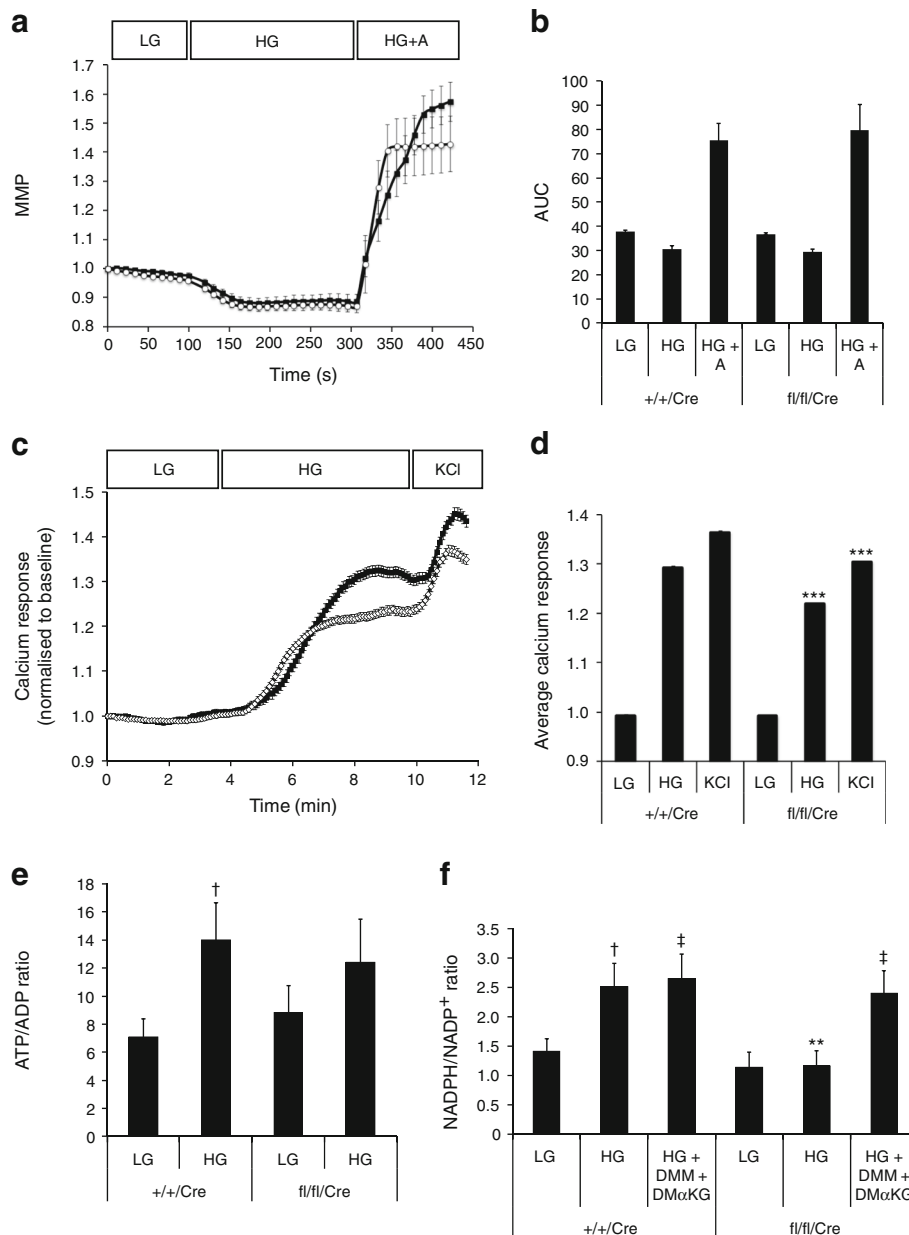 a
LG HG HG+A
1.7
1.6
1.5
1.4
1.3
1.2
1.1
1.0
0.9
0.8
MMP
0 50 100 150 200 250 300 350 400 450
Time (s)
b
100
90
80
70
60
50
40
30
20
10
0
AUC
LG HG HG + A LG HG HG + A
+/+/Cre fl/fl/Cre
c
LG HG KCl
1.5
1.4
1.3
1.2
1.1
1.0
0.9
Calcium response
(normalised to baseline)
0 2 4 6 8 10 12
Time (min)
d
1.4
1.3
1.2
1.1
1.0
0.9
Average calcium response
*** ***
LG HG KCl LG HG KCl
+/+/Cre fl/fl/Cre
e
18
16
14
12
10
8
6
4
2
0
ATP/ADP ratio
†
LG HG LG HG
+/+/Cre fl/fl/Cre
f
3.5
3.0
2.5
2.0
1.5
1.0
0.5
0
NADPH/NADP+ ratio
† ‡ ** ‡
LG HG HG + DMM + DMαKG LG HG HG + DMM + DMαKG
+/+/Cre fl/fl/Cre